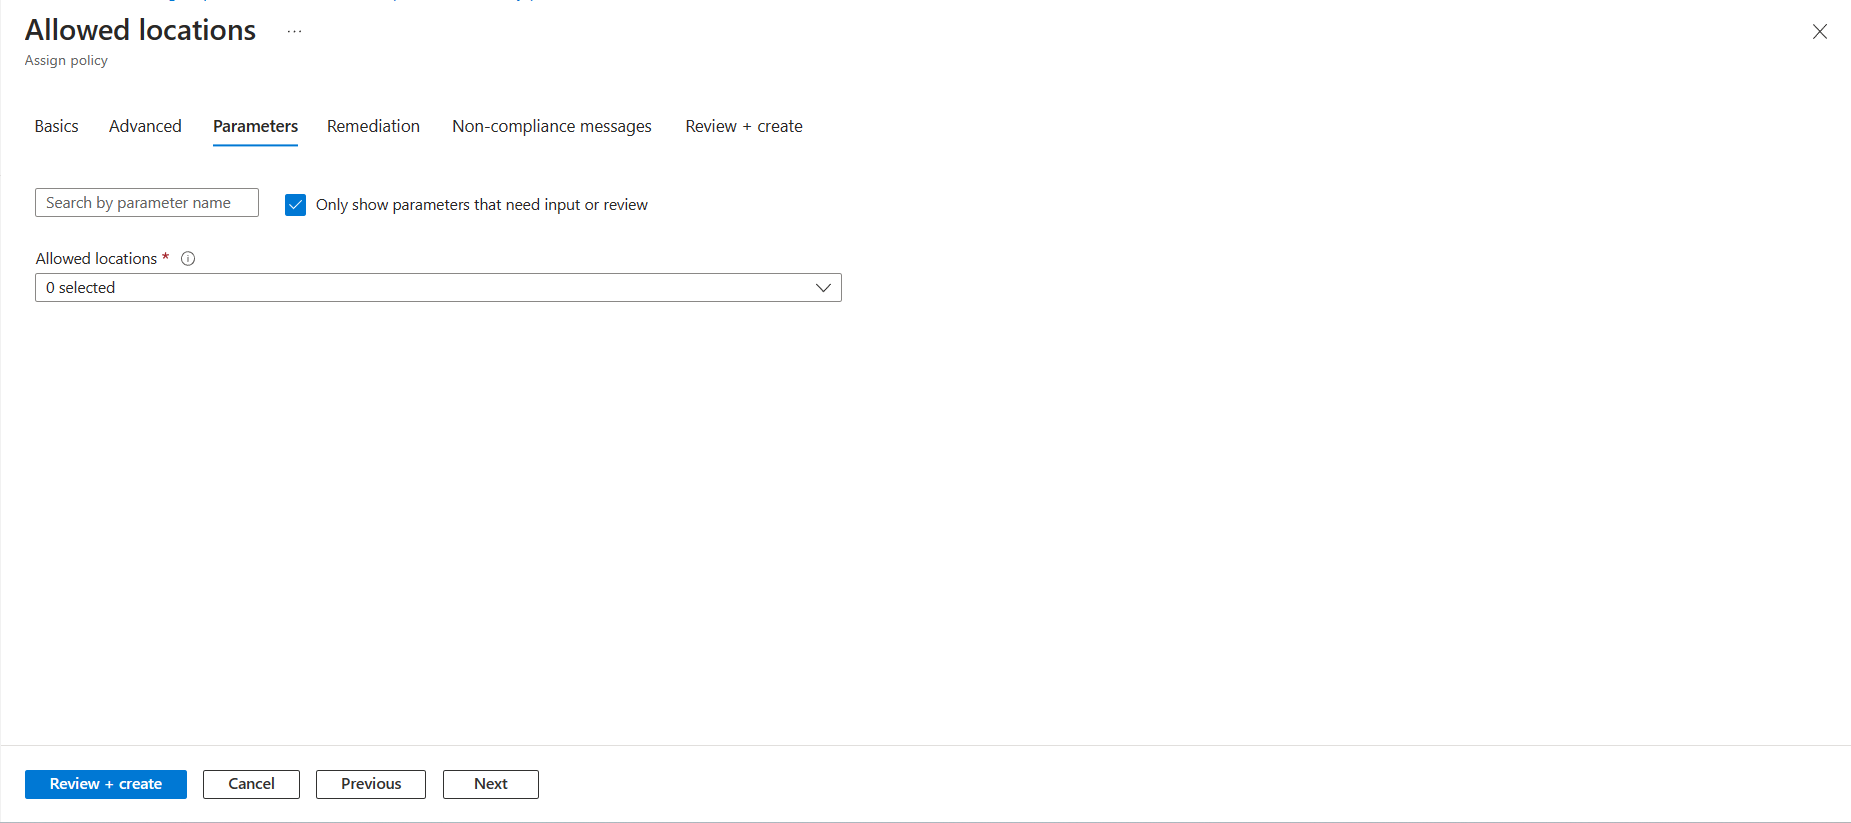 Allowed locations ...
Assign policy
Basics Advanced Parameters Remediation Non-compliance messages Review + create
Search by parameter name Only show parameters that need input or review
Allowed locations *
0 selected
Review + create Cancel Previous Next